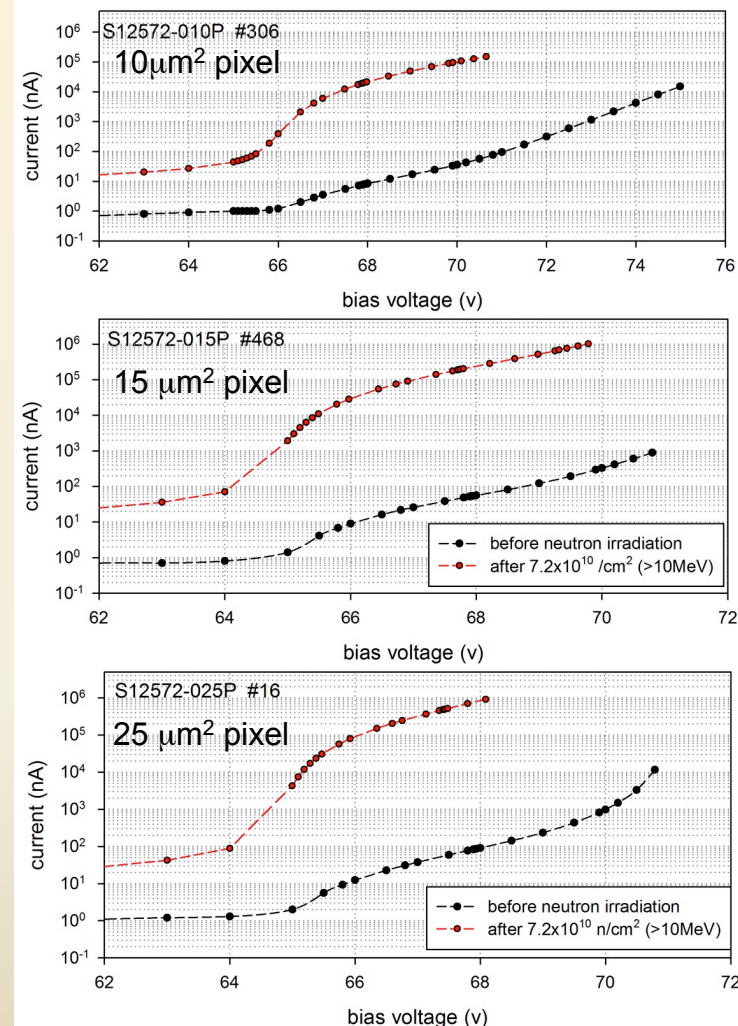 S12572-010P #306
10μm² pixel
10⁶
10⁵
10⁴
10³
10²
10¹
10⁰
10⁻¹
current (nA)
62 64 66 68 70 72 74 76
bias voltage (v)
S12572-015P #468
15 μm² pixel
10⁶
10⁵
10⁴
10³
10²
10¹
10⁰
10⁻¹
current (nA)
before neutron irradiation
after 7.2x10¹⁰ /cm² (>10MeV)
62 64 66 68 70 72
bias voltage (v)
S12572-025P #16
25 μm² pixel
10⁶
10⁵
10⁴
10³
10²
10¹
10⁰
10⁻¹
current (nA)
before neutron irradiation
after 7.2x10¹⁰ n/cm² (>10MeV)
62 64 66 68 70 72
bias voltage (v)